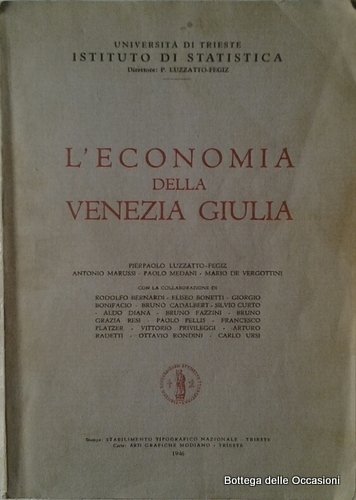 UNIVERSITÀ DI TRIESTE
ISTITUTO DI STATISTICA
Direttore: P. LUZZATTO-FEGIZ
L'ECONOMIA
DELLA
VENEZIA GIULIA
PIERPAOLO LUZZATTO-FEGIZ
ANTONIO MARUSSI - PAOLO MEDANI - MARIO DE VERGOTTINI
CON LA COLLABORAZIONE DI
RODOLFO BERNARDI - ELISEO BONETTI - GIORGIO
BONIFACIO - BRUNO CADALBERT - SILVIO CURTO
- ALDO DIANA - BRUNO FAZZINI - BRUNO
GRAZIA RESI - PAOLO PELLIS - FRANCESCO
PLATZER - VITTORIO PRIVILEGGI - ARTURO
RADETTI - OTTAVIO RONDINI - CARLO URSI
Stampa: STABILIMENTO TIPOGRAFICO NAZIONALE - TRIESTE
Carte: ARTI GRAFICHE MODIANO - TRIESTE
1946
Bottega delle Occasioni